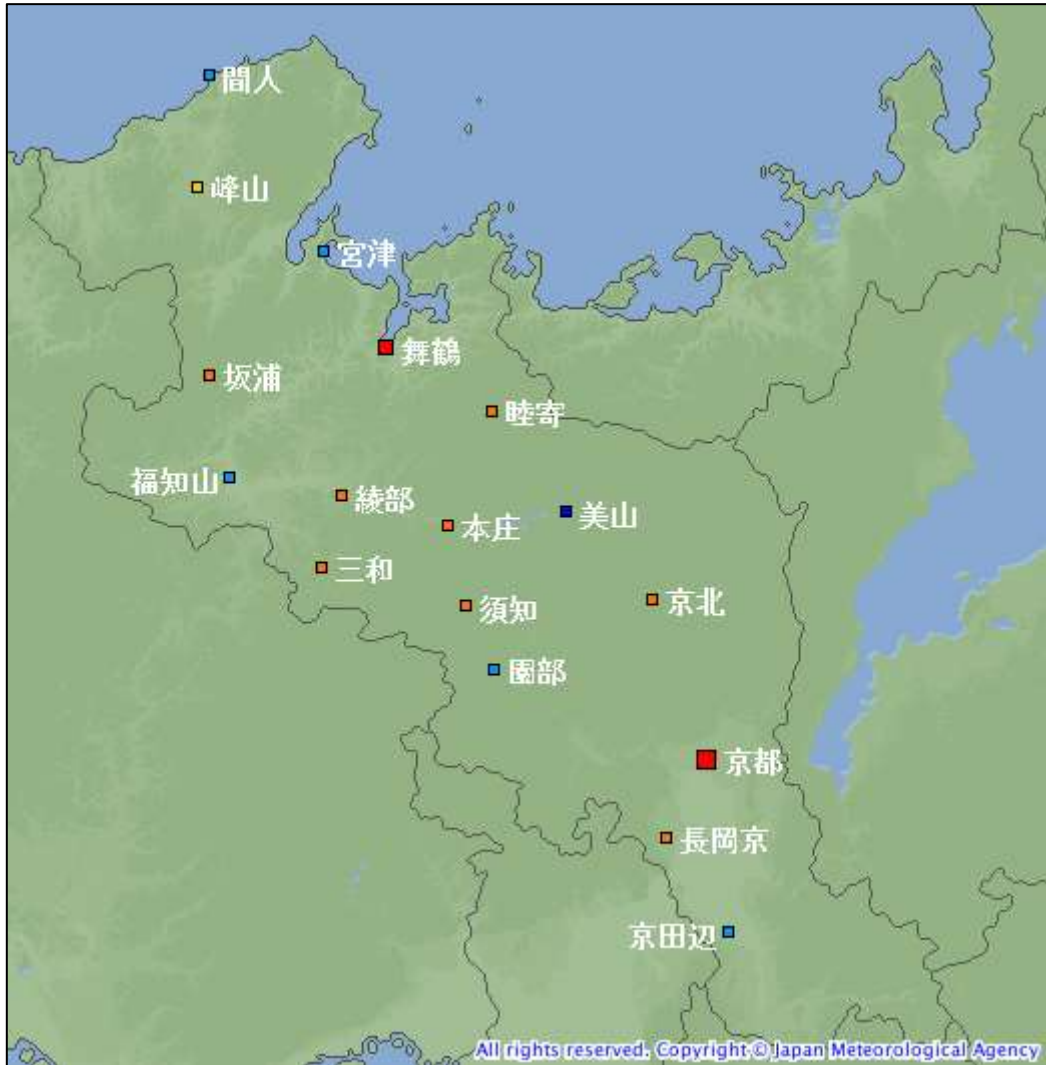 間人
峰山
宮津
舞鶴
坂浦
睦寄
福知山
綾部
美山
本庄
三和
京北
須知
園部
京都
長岡京
京田辺
All rights reserved. Copyright © Japan Meteorological Agency